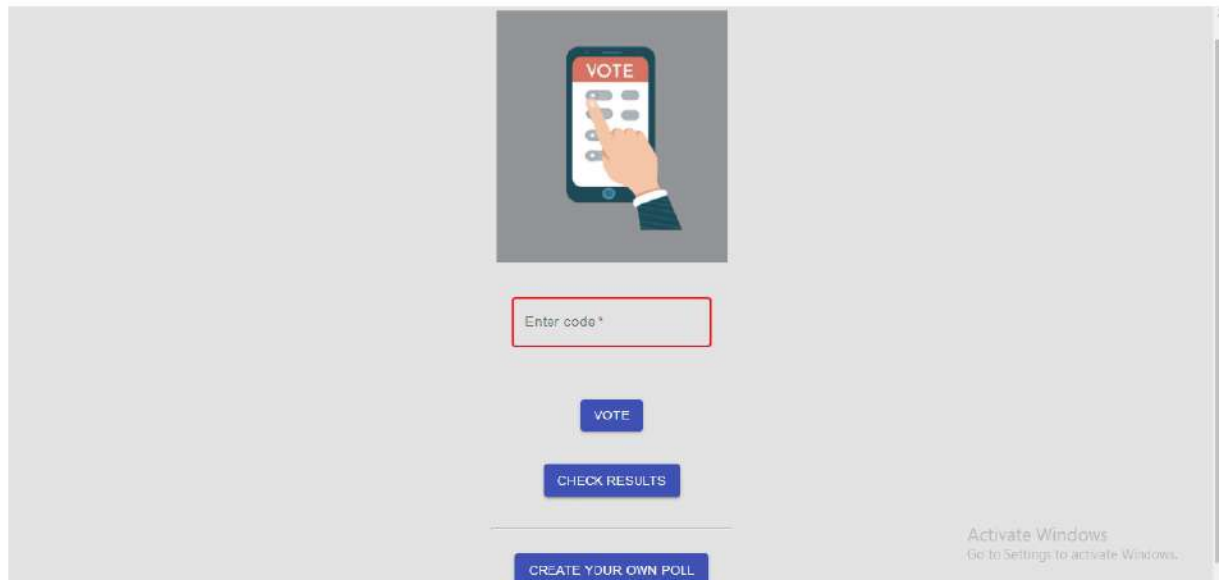 VOTE
Enter code *
VOTE
CHECK RESULTS
Activate Windows
Go to Settings to activate Windows.
CREATE YOUR OWN POLL